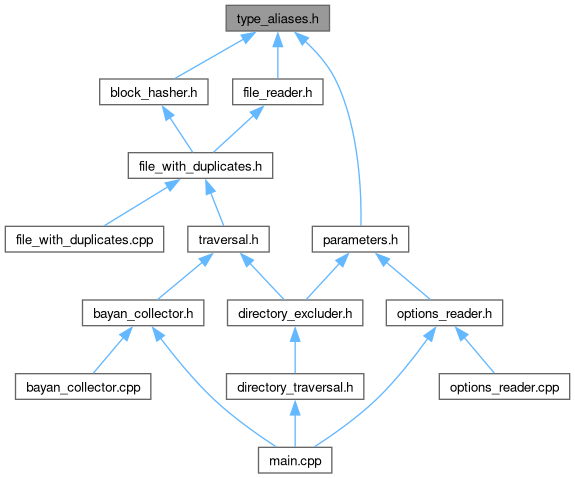 type_aliases.h
block_hasher.h
file_reader.h
file_with_duplicates.h
file_with_duplicates.cpp
traversal.h
parameters.h
bayan_collector.h
directory_excluder.h
options_reader.h
bayan_collector.cpp
directory_traversal.h
options_reader.cpp
main.cpp